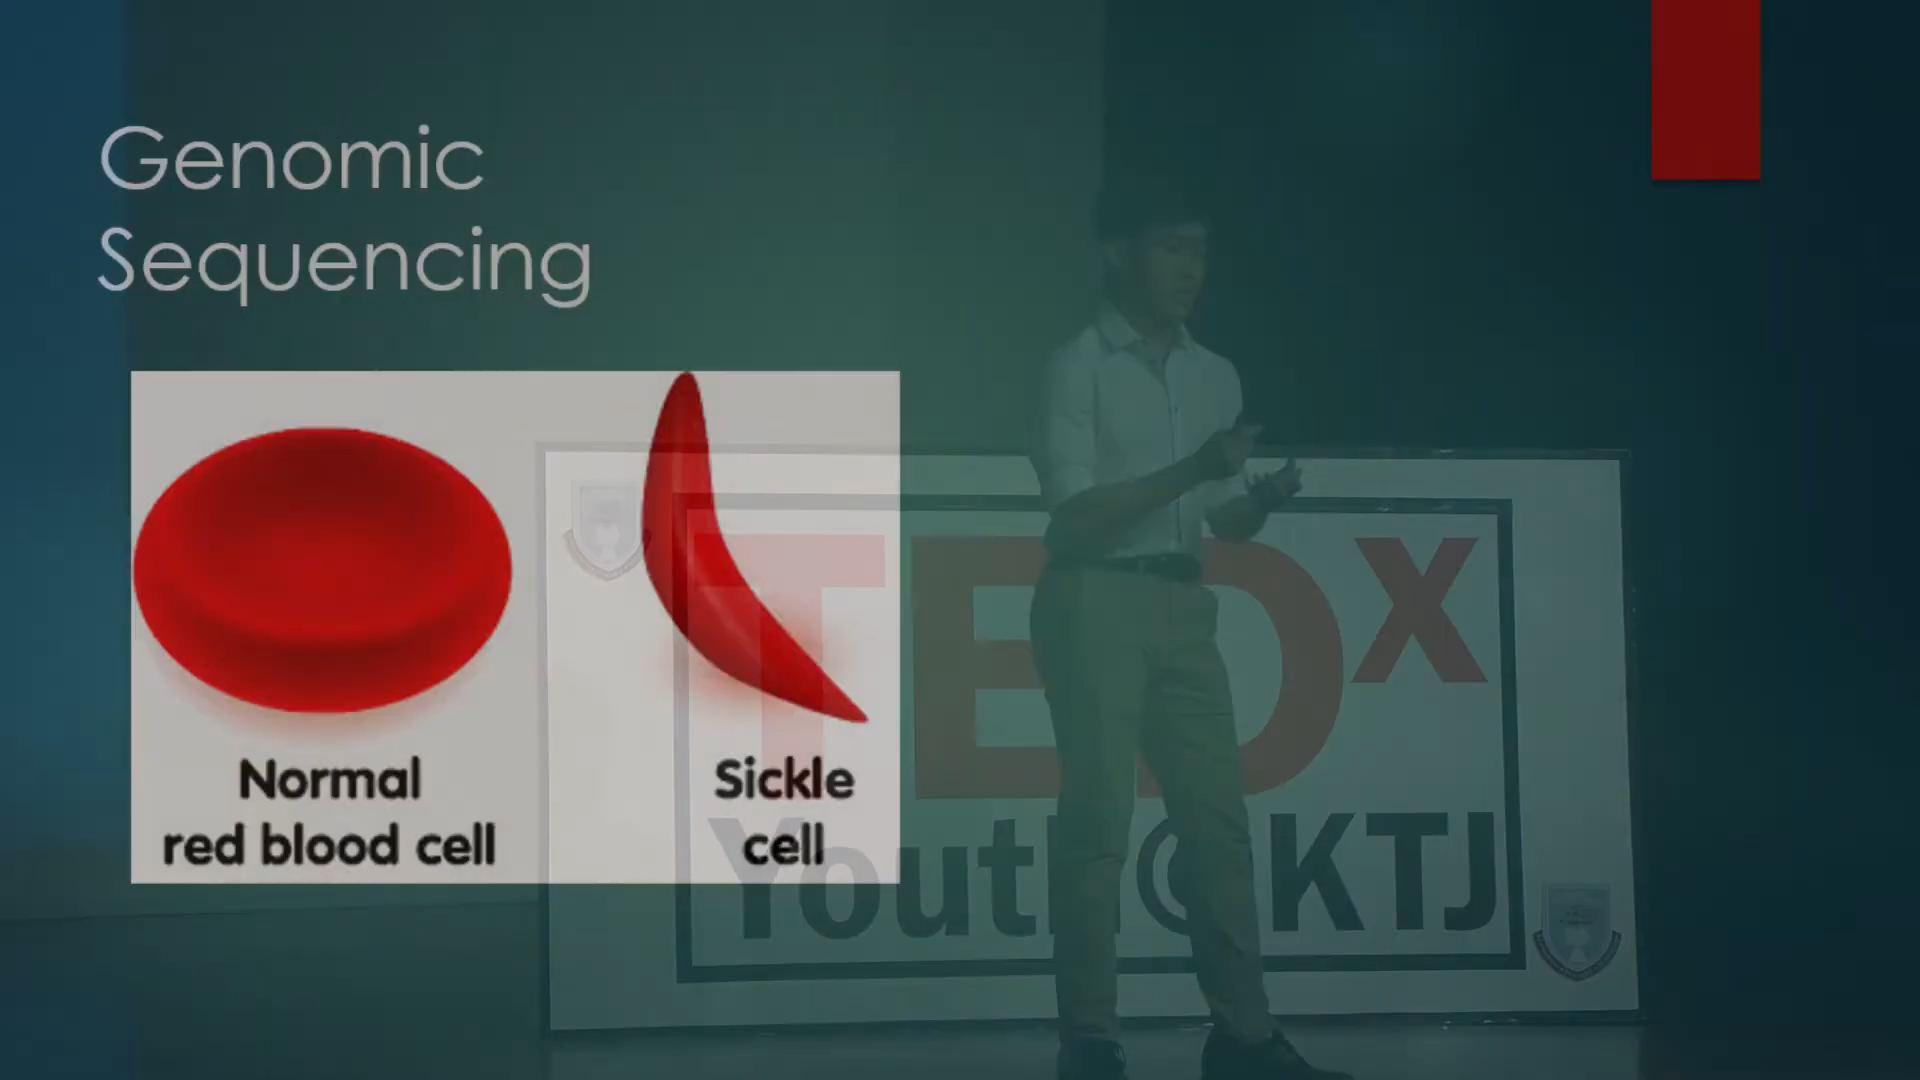 Genomic
Sequencing
Normal
red blood cell
Sickle
cell
TEDx
Youth@KTJ